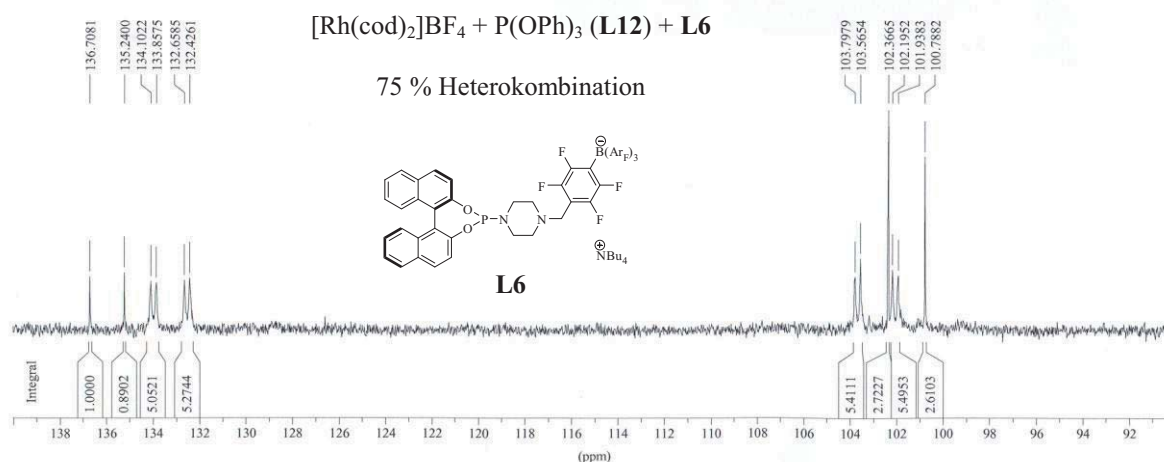 [Rh(cod)2]BF4 + P(OPh)3 (L12) + L6
75 % Heterokombination
136.7081
135.2400
134.1022
133.8575
132.6585
132.4261
103.7979
103.5654
102.3665
102.1952
101.9383
100.7882
⊖
B(ArF)3
F
F
F
F
O
P
N
N
O
⊕
NBu4
L6
Integral
1.0000
0.8902
5.0521
5.2744
5.4111
2.7227
5.4953
2.6103
138 136 134 132 130 128 126 124 122 120 118 116 114 112 110 108 106 104 102 100 98 96 94 92
(ppm)